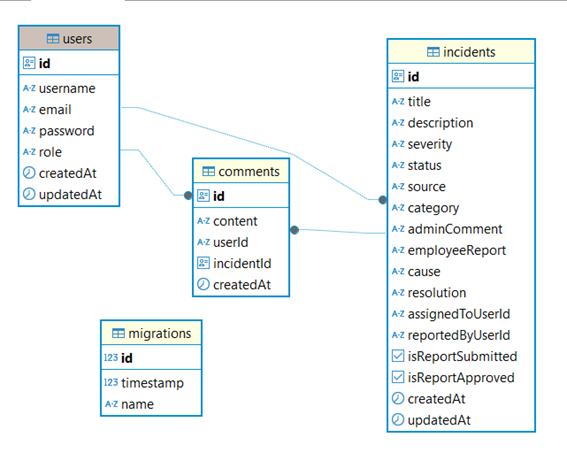 users
id
A-Z username
A-Z email
A-Z password
A-Z role
createdAt
updatedAt
comments
id
A-Z content
A-Z userId
incidentId
createdAt
migrations
123 id
123 timestamp
A-Z name
incidents
id
A-Z title
A-Z description
A-Z severity
A-Z status
A-Z source
A-Z category
A-Z adminComment
A-Z employeeReport
A-Z cause
A-Z resolution
A-Z assignedToUserId
A-Z reportedByUserId
isReportSubmitted
isReportApproved
createdAt
updatedAt